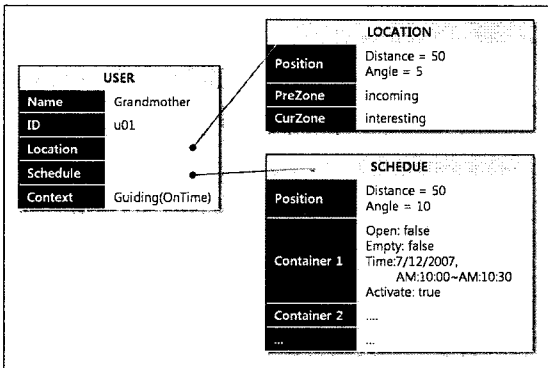 USER
Name Grandmother
ID u01
Location
Schedule
Context Guiding(OnTime)
LOCATION
Position Distance = 50
Angle = 5
PreZone incoming
CurZone interesting
SCHEDUE
Position Distance = 50
Angle = 10
Container 1 Open: false
Empty: false
Time:7/12/2007,
AM:10:00~AM:10:30
Activate: true
Container 2 ....
... ...